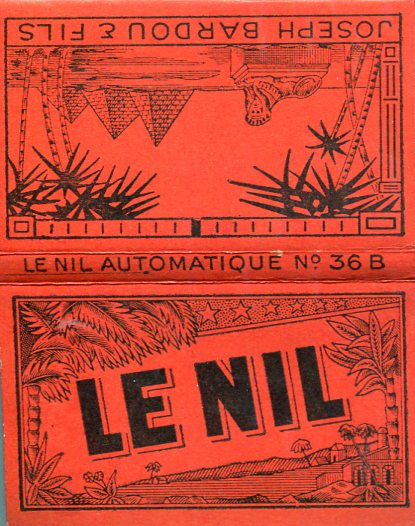 JOSEPH BARDOU & FILS
LE NIL AUTOMATIQUE Nº 36 B
LE NIL